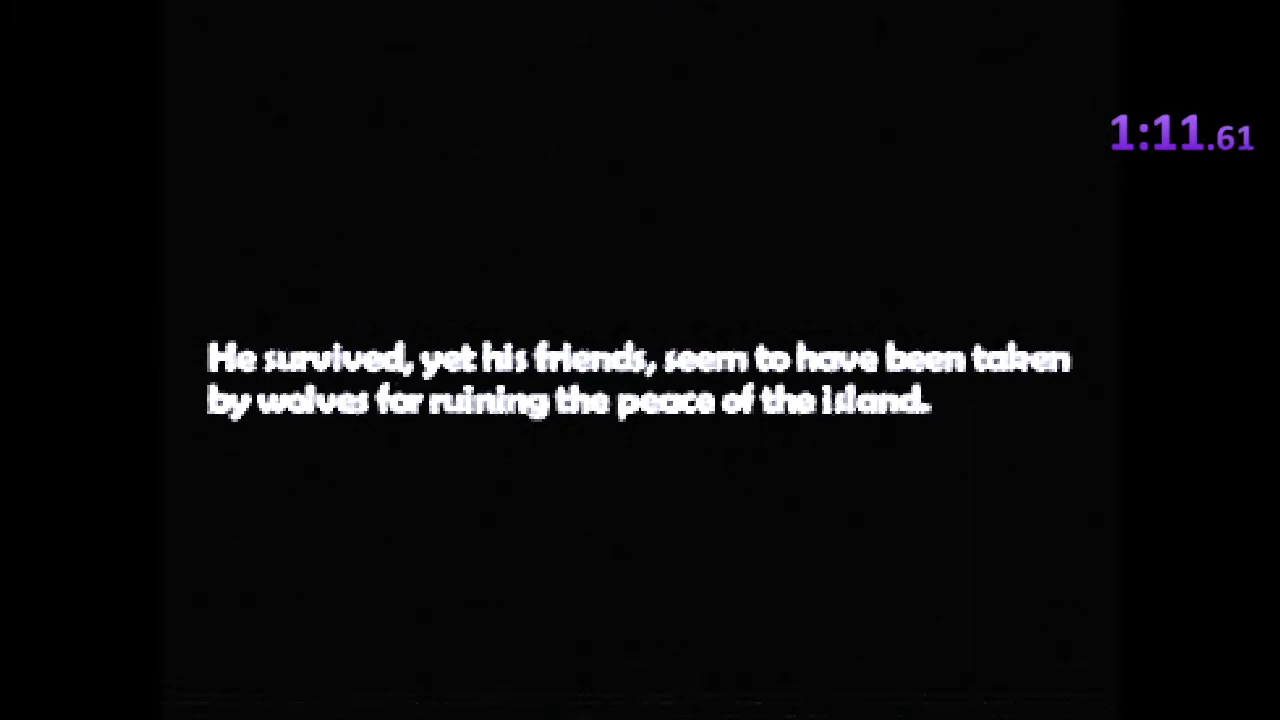 1:11.61
He survived, yet his friends, seem to have been taken
by wolves for ruining the peace of the island.